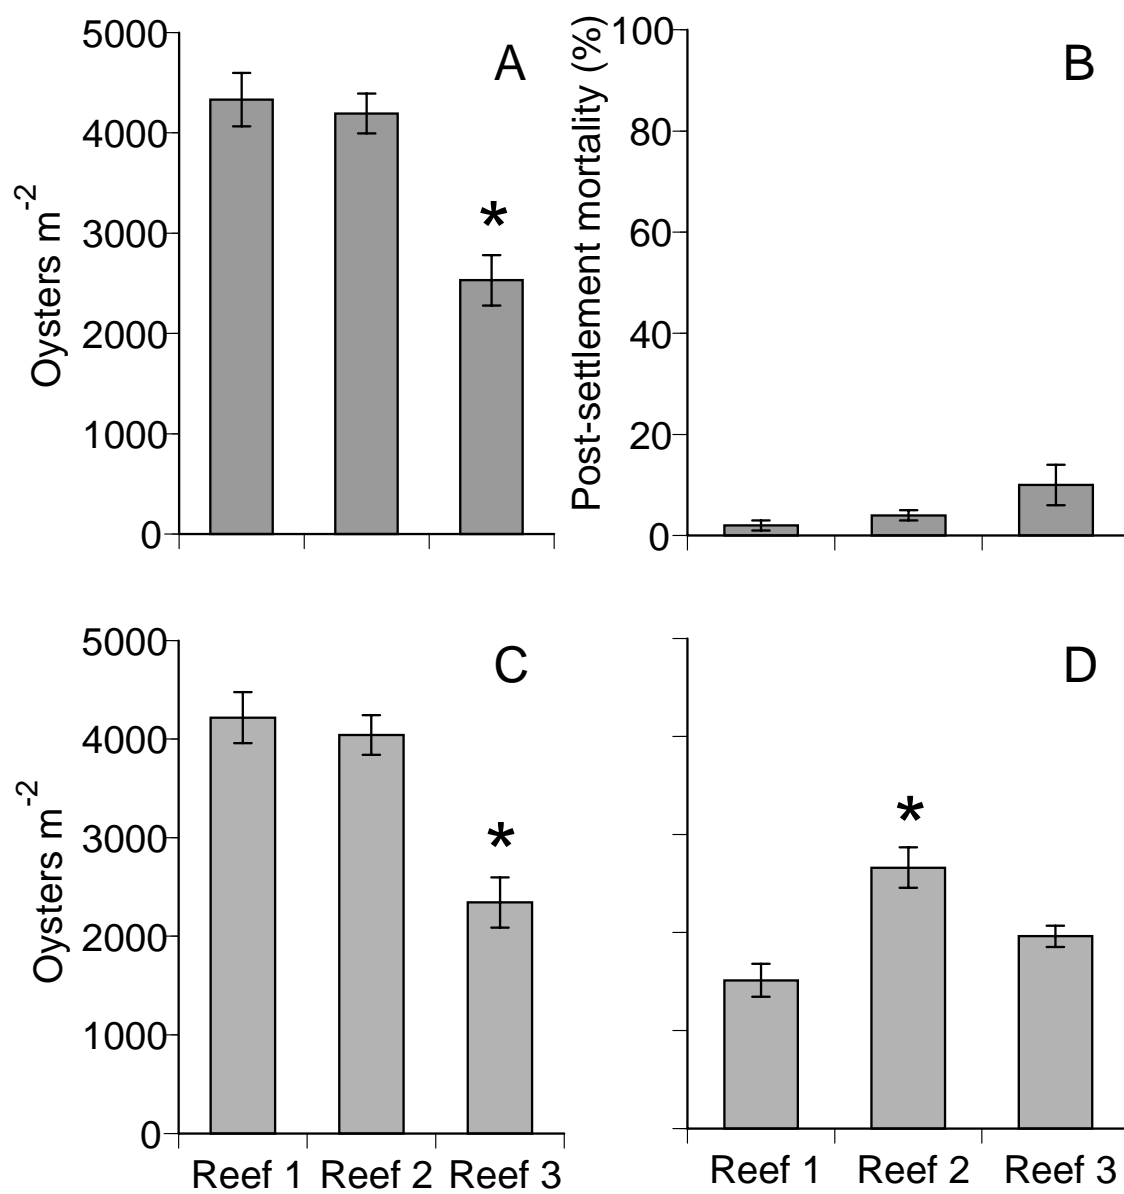 A
5000
4000
3000
2000
1000
0
Oysters m-2
*
B
100
80
60
40
20
0
Post-settlement mortality (%)
C
5000
4000
3000
2000
1000
0
Oysters m-2
*
Reef 1 Reef 2 Reef 3
D
*
Reef 1 Reef 2 Reef 3